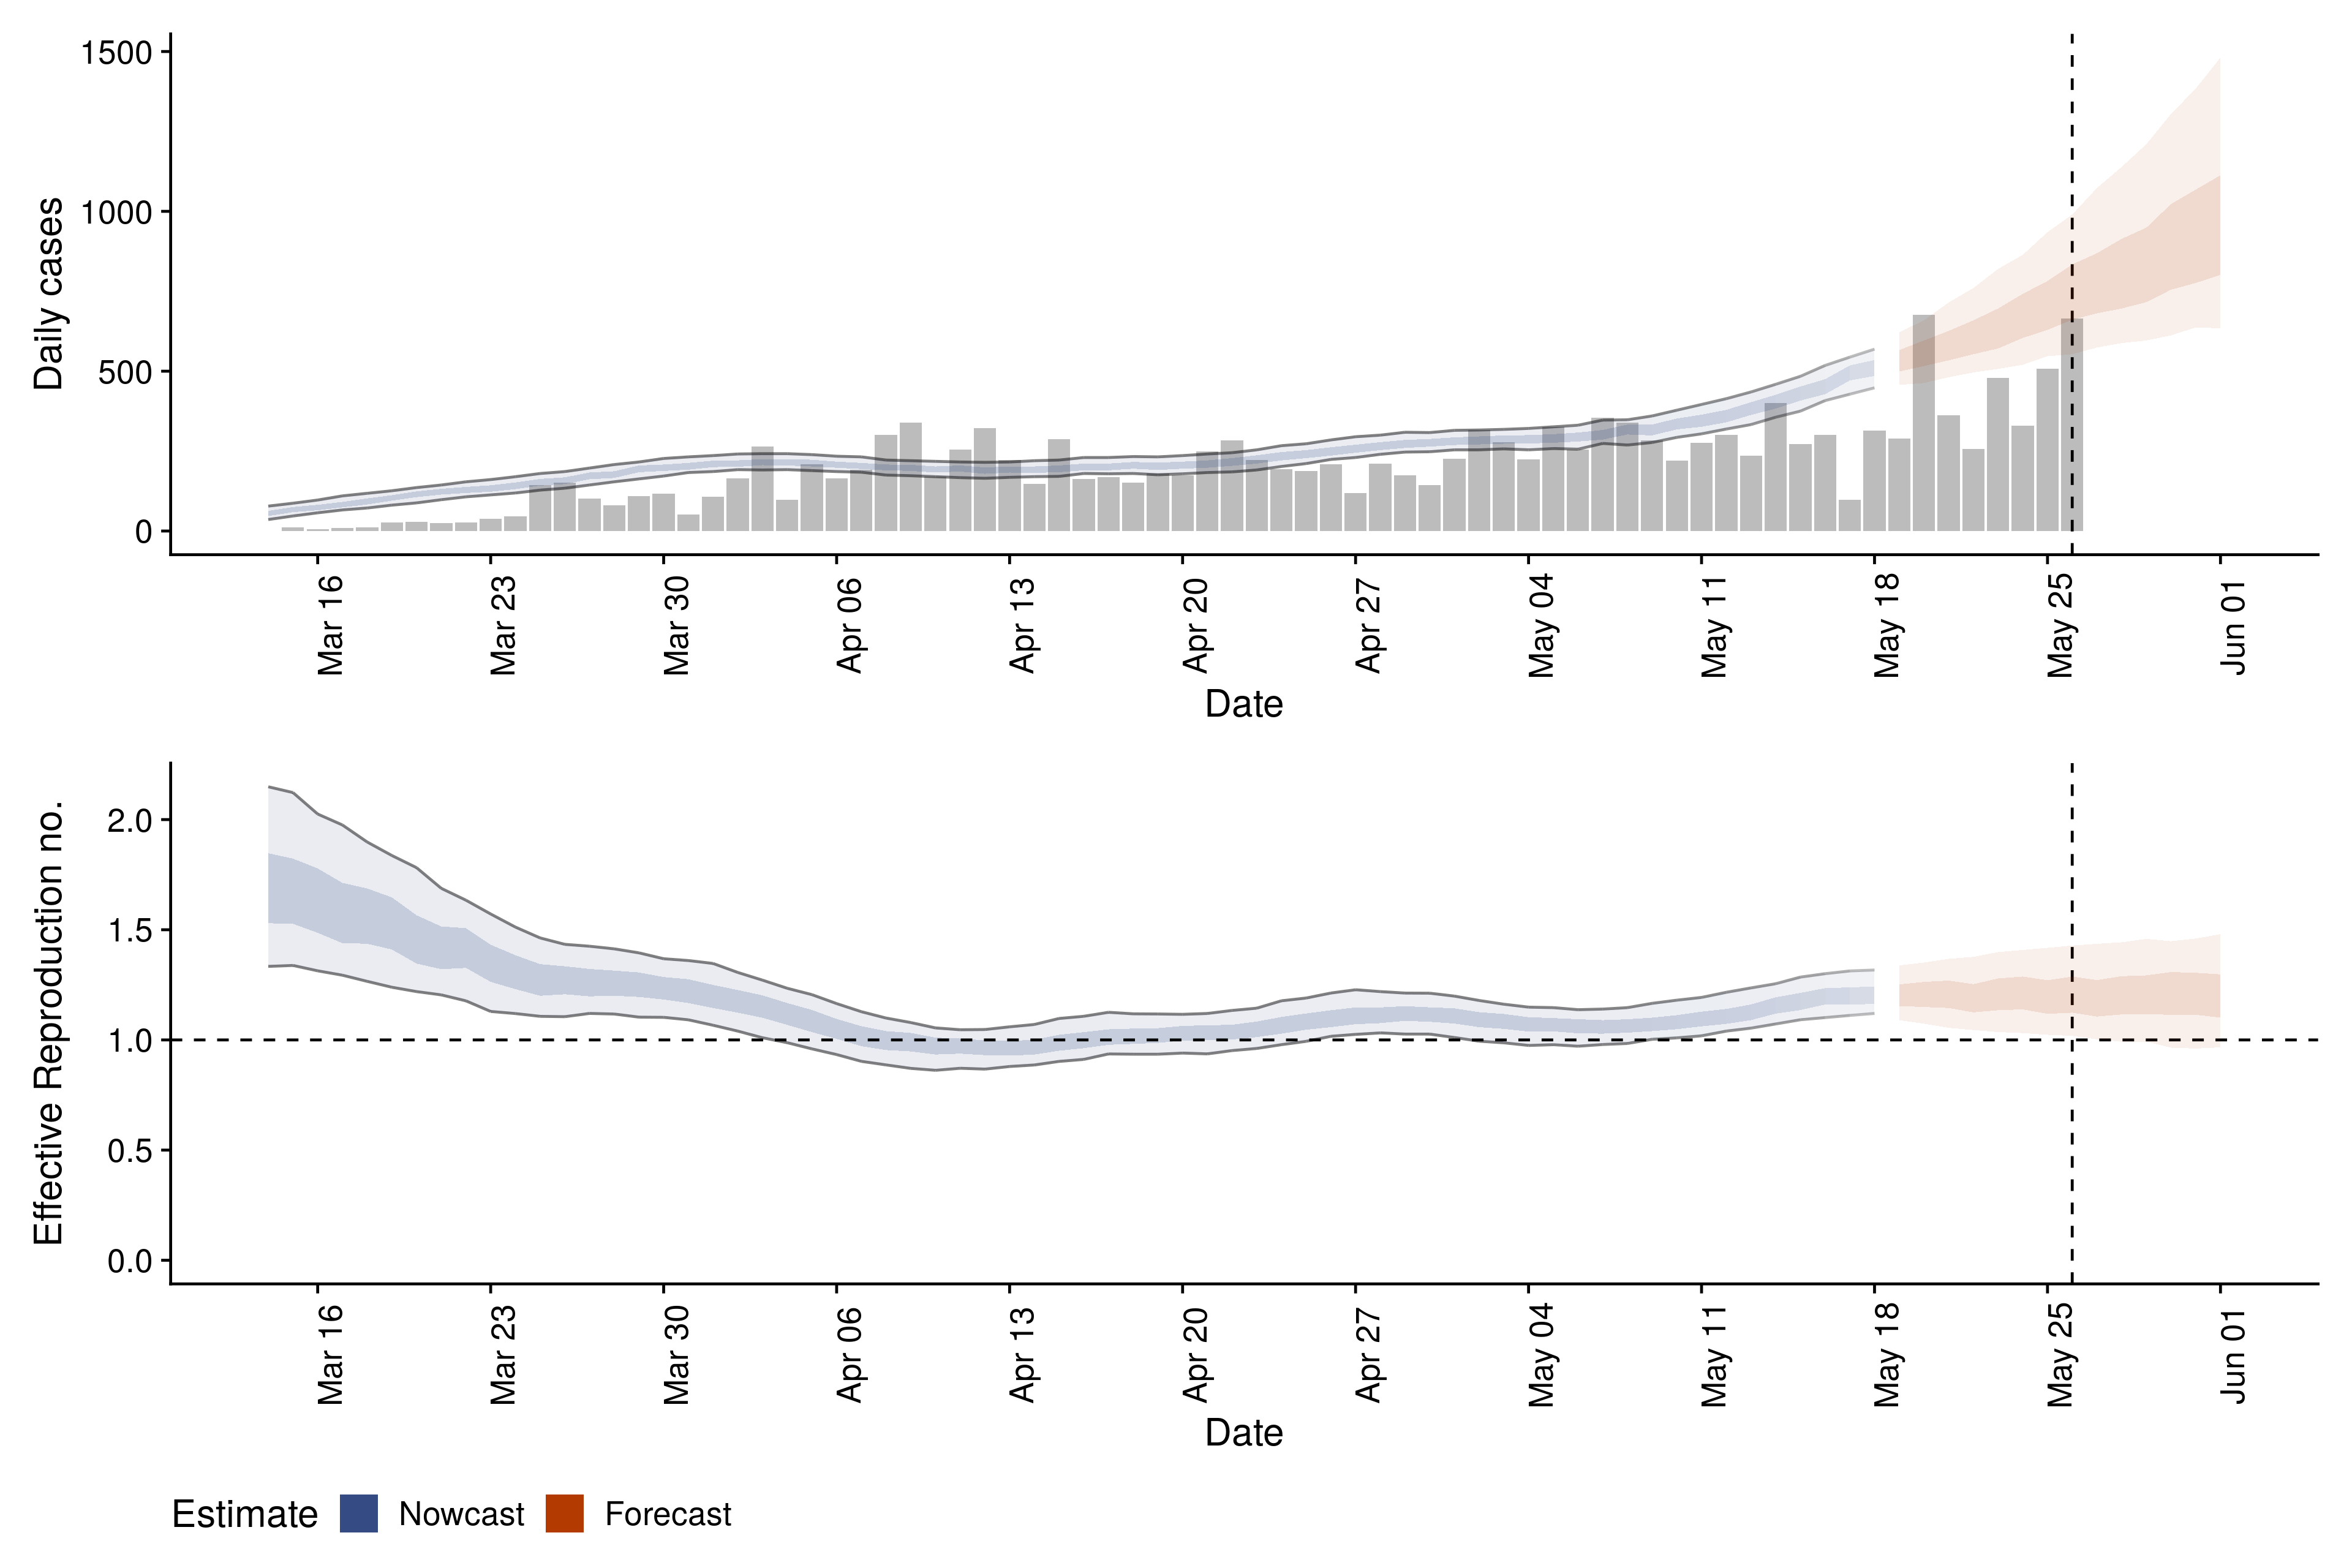 Daily cases
1500
1000
500
0
Mar 16
Mar 23
Mar 30
Apr 06
Apr 13
Apr 20
Apr 27
May 04
May 11
May 18
May 25
Jun 01
Date
Effective Reproduction no.
2.0
1.5
1.0
0.5
0.0
Mar 16
Mar 23
Mar 30
Apr 06
Apr 13
Apr 20
Apr 27
May 04
May 11
May 18
May 25
Jun 01
Date
Estimate Nowcast Forecast